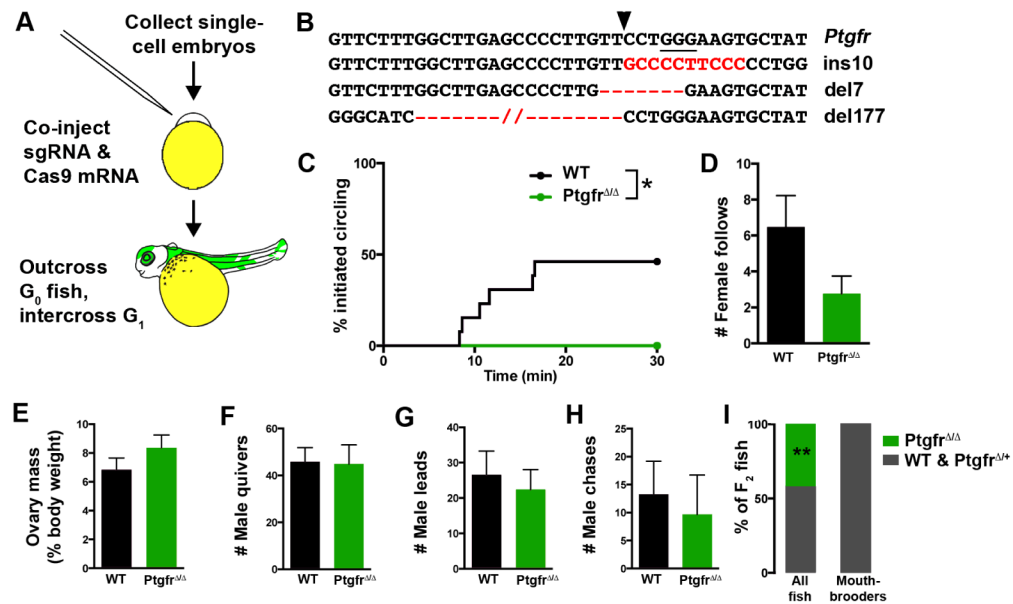 A
Collect single-
cell embryos
Co-inject
sgRNA &
Cas9 mRNA
Outcross
G0 fish,
intercross G1
B
GTTCTTTGGCTTGAGCCCCTTGTTCCTGGGAAGTGCTAT Ptgfr
GTTCTTTGGCTTGAGCCCCTTGTTGCCCCTTCCCCCTGG ins10
GTTCTTTGGCTTGAGCCCCTTG-------GAAGTGCTAT del7
GGGCATC-------//--------CCTGGGAAGTGCTAT del177
C
% initiated circling
100
50
0
0
10
20
30
Time (min)
WT
PtgfrΔ/Δ
*
D
# Female follows
10
8
6
4
2
0
WT
PtgfrΔ/Δ
E
Ovary mass
(% body weight)
10
8
6
4
2
0
WT
PtgfrΔ/Δ
F
# Male quivers
60
40
20
0
WT
PtgfrΔ/Δ
G
# Male leads
40
30
20
10
0
WT
PtgfrΔ/Δ
H
# Male chases
25
20
15
10
5
0
WT
PtgfrΔ/Δ
I
% of F2 fish
100
50
0
**
All
fish
Mouth-
brooders
PtgfrΔ/Δ
WT & PtgfrΔ/+